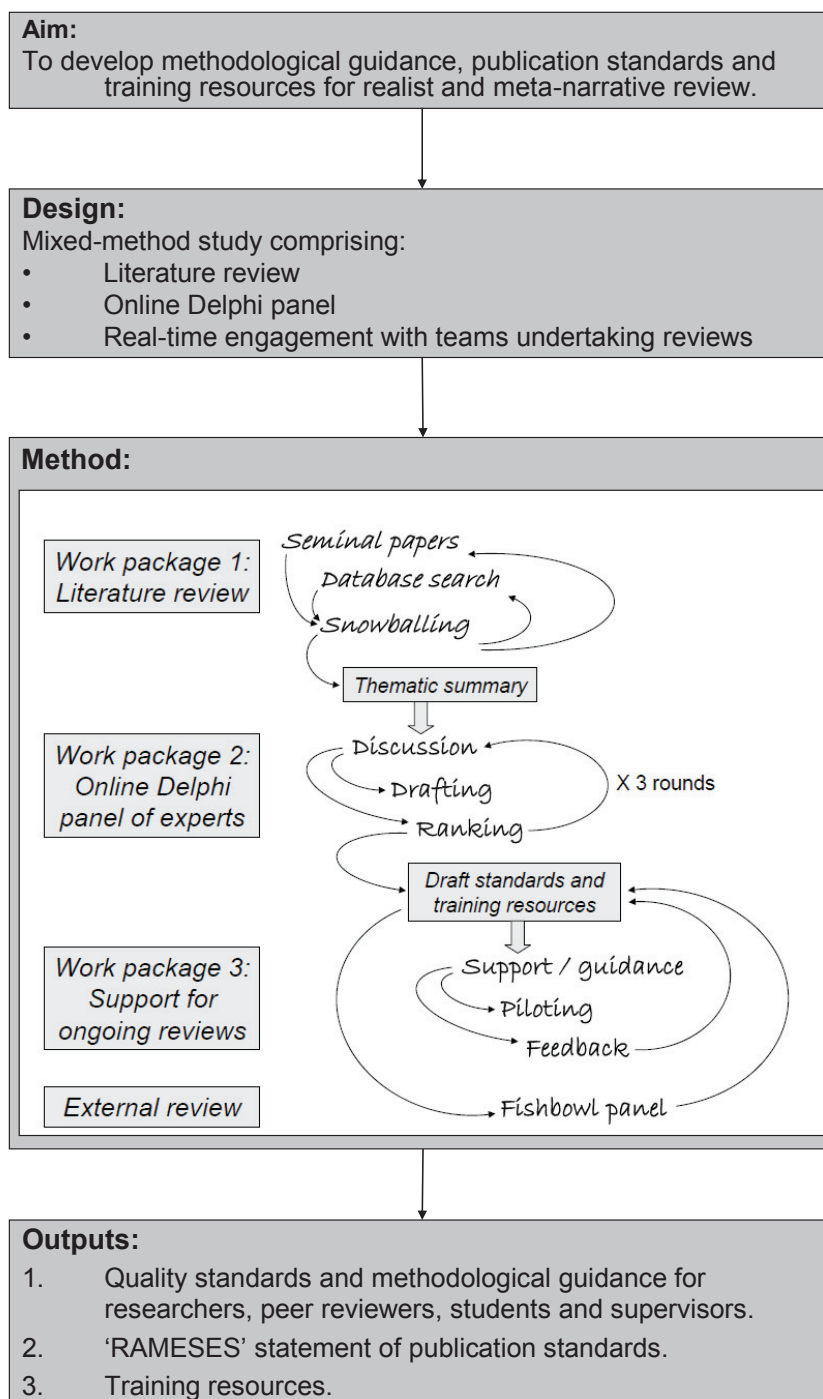 Aim:
To develop methodological guidance, publication standards and
training resources for realist and meta-narrative review.
Design:
Mixed-method study comprising:
• Literature review
• Online Delphi panel
• Real-time engagement with teams undertaking reviews
Method:
Work package 1:
Literature review
Seminal papers
Database search
Snowballing
Thematic summary
Work package 2:
Online Delphi
panel of experts
Discussion
Drafting
Ranking
X 3 rounds
Draft standards and
training resources
Work package 3:
Support for
ongoing reviews
Support / guidance
Piloting
Feedback
External review
Fishbowl panel
Outputs:
1. Quality standards and methodological guidance for
researchers, peer reviewers, students and supervisors.
2. ‘RAMESES’ statement of publication standards.
3. Training resources.